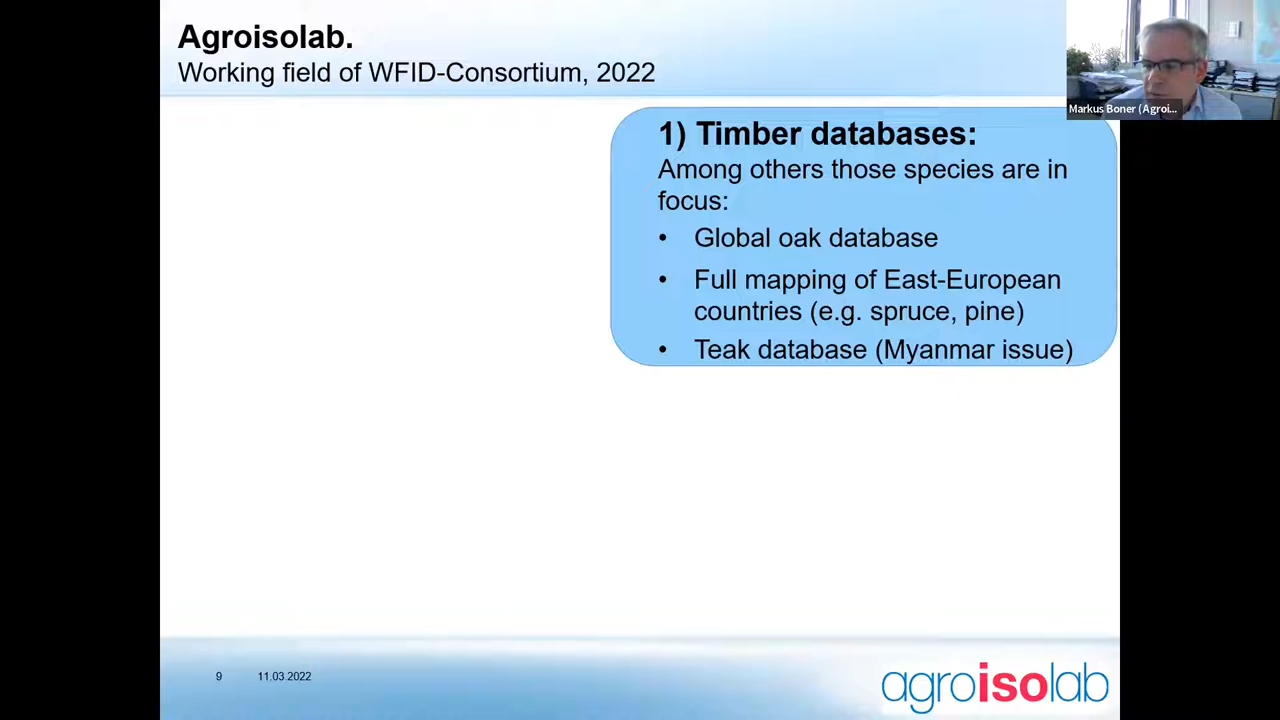 Agroisolab.
Working field of WFID-Consortium, 2022
Markus Boner (Agroi...
1) Timber databases:
Among others those species are in
focus:
• Global oak database
• Full mapping of East-European
countries (e.g. spruce, pine)
• Teak database (Myanmar issue)
9 11.03.2022
agroisolab